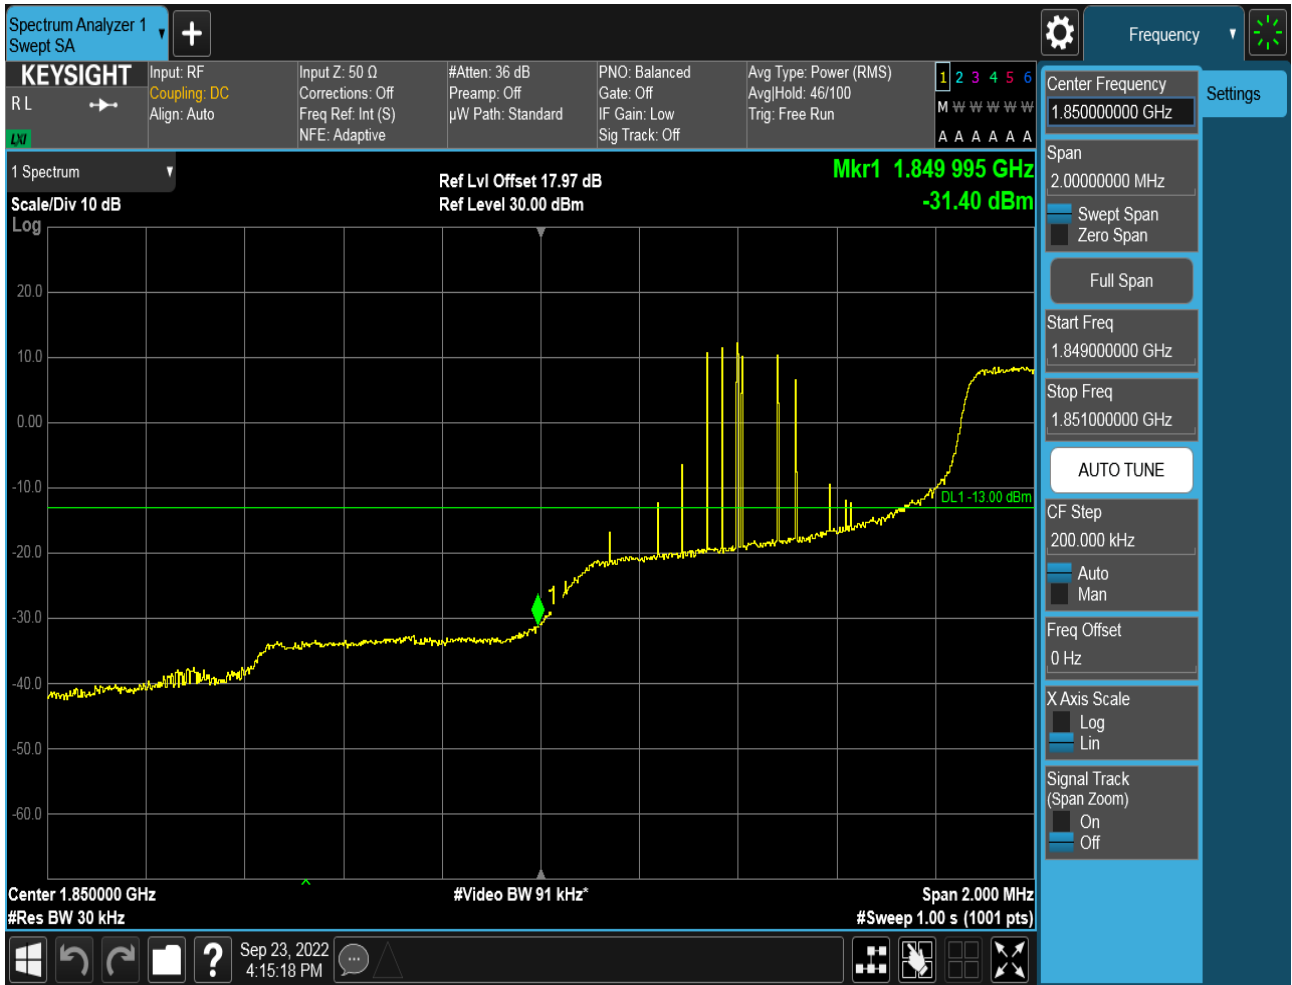 Spectrum Analyzer 1
Swept SA
Frequency
KEYSIGHT
R L
LXI
Input: RF
Coupling: DC
Align: Auto
Input Z: 50 Ω
Corrections: Off
Freq Ref: Int (S)
NFE: Adaptive
#Atten: 36 dB
Preamp: Off
µW Path: Standard
PNO: Balanced
Gate: Off
IF Gain: Low
Sig Track: Off
Avg Type: Power (RMS)
Avg|Hold: 46/100
Trig: Free Run
1 2 3 4 5 6
M W W W W W
A A A A A A
1 Spectrum
Scale/Div 10 dB
Log
Ref Lvl Offset 17.97 dB
Ref Level 30.00 dBm
Mkr1 1.849 995 GHz
-31.40 dBm
20.0
10.0
0.00
-10.0
-20.0
-30.0
-40.0
-50.0
-60.0
DL1 -13.00 dBm
1
Center 1.850000 GHz
#Res BW 30 kHz
#Video BW 91 kHz*
Span 2.000 MHz
#Sweep 1.00 s (1001 pts)
?
Sep 23, 2022
4:15:18 PM
Center Frequency
1.850000000 GHz
Settings
Span
2.00000000 MHz
Swept Span
Zero Span
Full Span
Start Freq
1.849000000 GHz
Stop Freq
1.851000000 GHz
AUTO TUNE
CF Step
200.000 kHz
Auto
Man
Freq Offset
0 Hz
X Axis Scale
Log
Lin
Signal Track
(Span Zoom)
On
Off